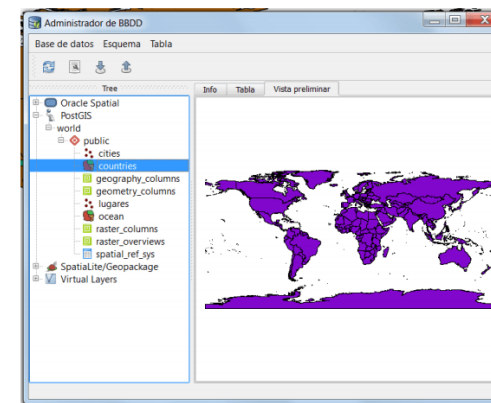 Administrador de BBDD
Base de datos Esquema Tabla
Tree
Info Tabla Vista preliminar
Oracle Spatial
PostGIS
world
public
cities
countries
geography_columns
geometry_columns
lugares
ocean
raster_columns
raster_overviews
spatial_ref_sys
SpatiaLite/Geopackage
Virtual Layers